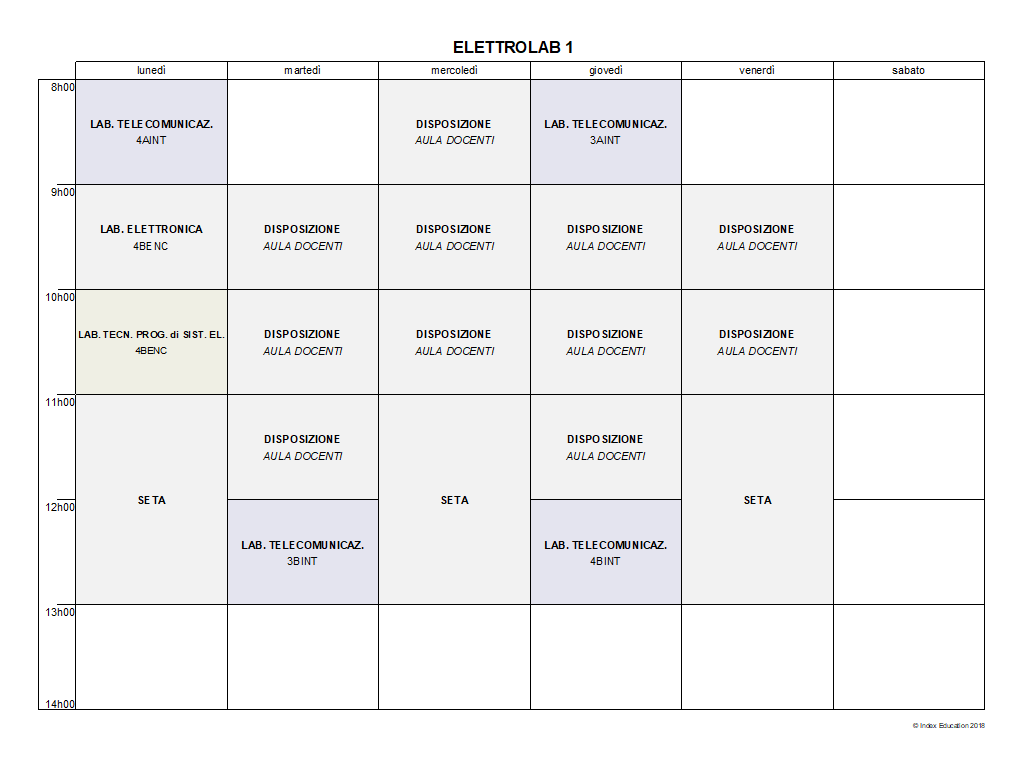 ELETTROLAB 1
lunedì martedì mercoledì giovedì venerdì sabato
8h00
LAB. TELECOMUNICAZ.
4AINT
DISPOSIZIONE
AULA DOCENTI
LAB. TELECOMUNICAZ.
3AINT
9h00
LAB. ELETTRONICA
4BENC
DISPOSIZIONE
AULA DOCENTI
DISPOSIZIONE
AULA DOCENTI
DISPOSIZIONE
AULA DOCENTI
DISPOSIZIONE
AULA DOCENTI
10h00
LAB. TECN. PROG. di SIST. EL.
4BENC
DISPOSIZIONE
AULA DOCENTI
DISPOSIZIONE
AULA DOCENTI
DISPOSIZIONE
AULA DOCENTI
DISPOSIZIONE
AULA DOCENTI
11h00
SETA
DISPOSIZIONE
AULA DOCENTI
SETA
DISPOSIZIONE
AULA DOCENTI
SETA
12h00
LAB. TELECOMUNICAZ.
3BINT
LAB. TELECOMUNICAZ.
4BINT
13h00
14h00
© Index Education 2018